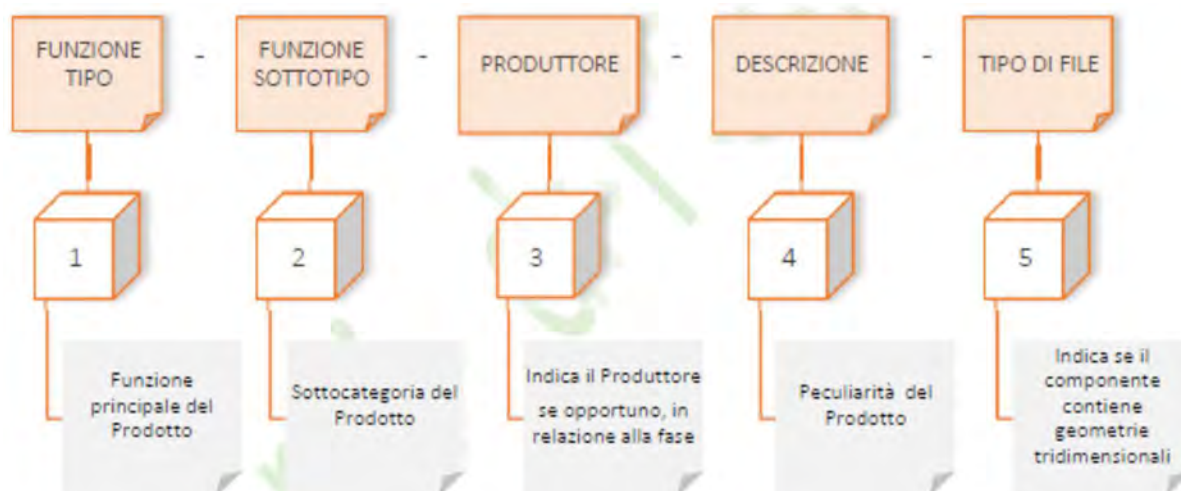 FUNZIONE
TIPO
-
FUNZIONE
SOTTOTIPO
-
PRODUTTORE
-
DESCRIZIONE
-
TIPO DI FILE
1
2
3
4
5
Funzione
principale del
Prodotto
Sottocategoria del
Prodotto
Indica il Produttore
se opportuno, in
relazione alla fase
Peculiarità del
Prodotto
Indica se il
componente
contiene
geometrie
tridimensionali